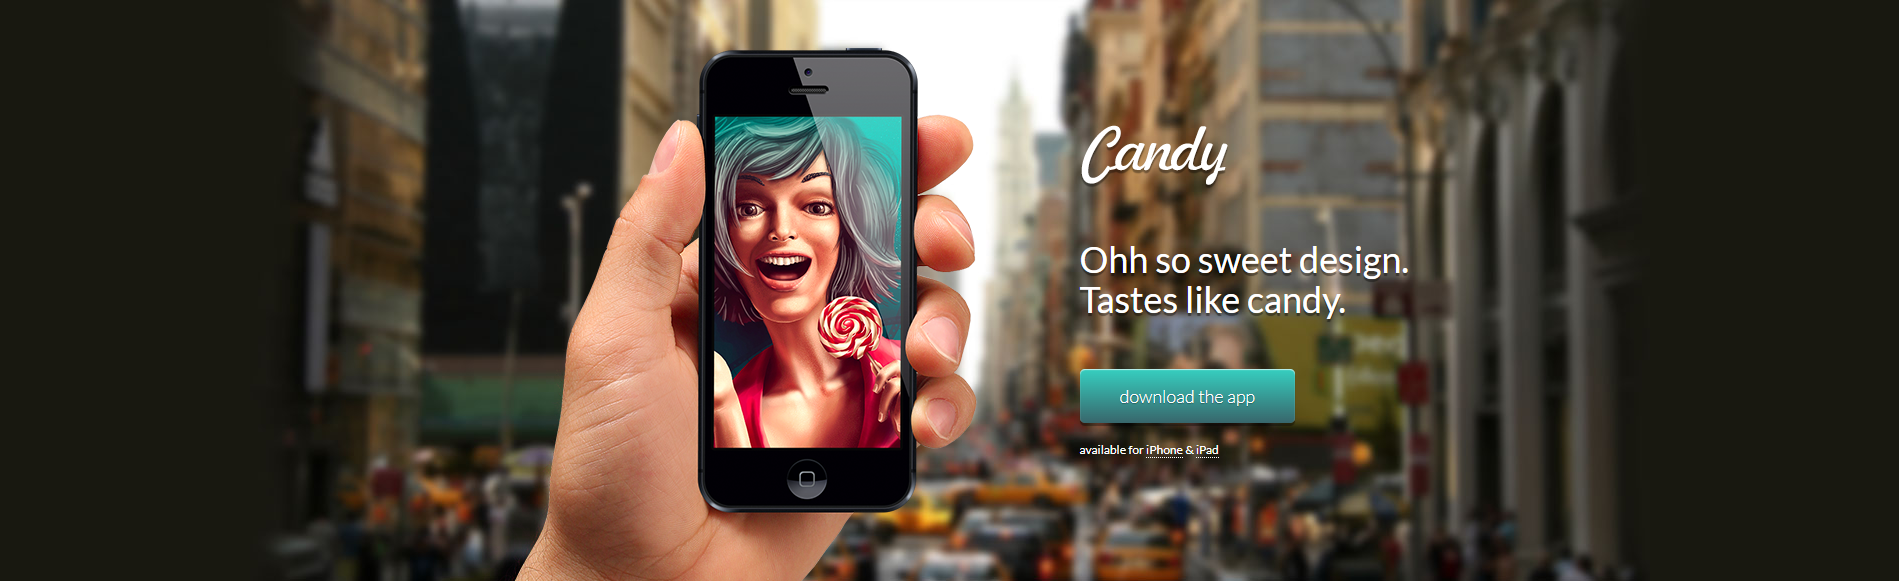 Candy
Ohh so sweet design.
Tastes like candy.
download the app
available for iPhone & iPad